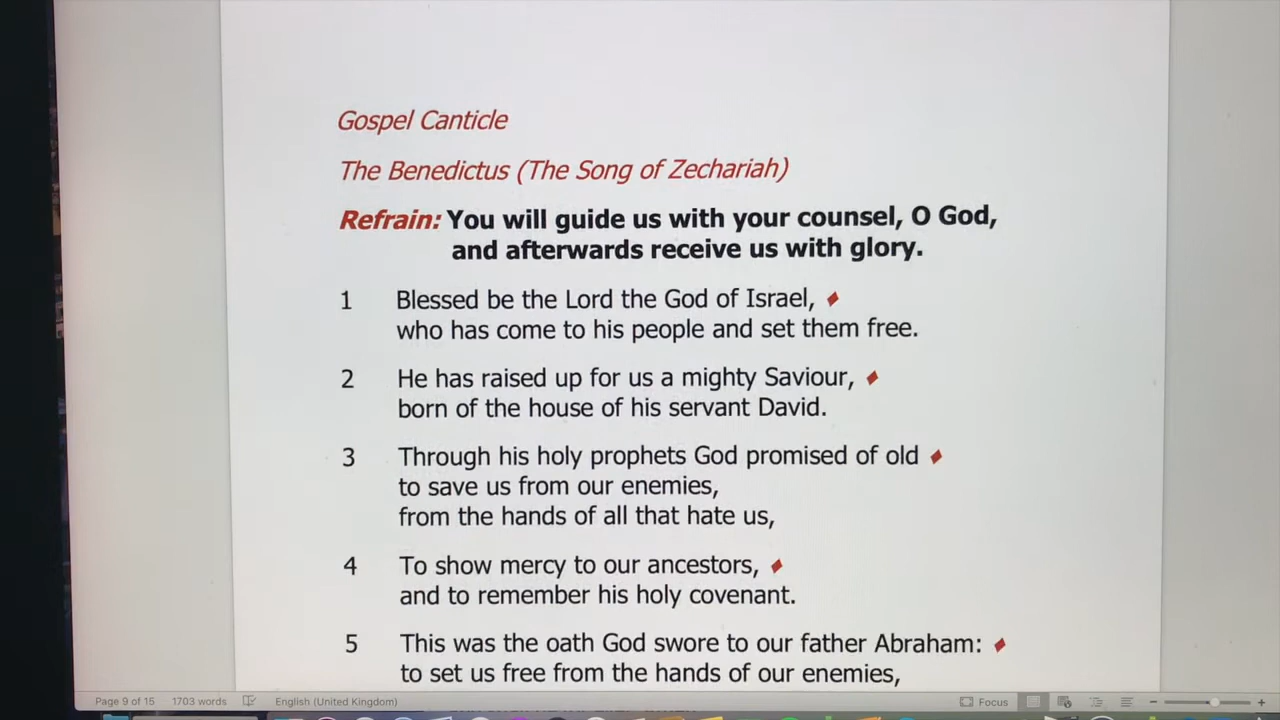 Gospel Canticle
The Benedictus (The Song of Zechariah)
Refrain: You will guide us with your counsel, O God,
and afterwards receive us with glory.
1 Blessed be the Lord the God of Israel, ♦
who has come to his people and set them free.
2 He has raised up for us a mighty Saviour, ♦
born of the house of his servant David.
3 Through his holy prophets God promised of old ♦
to save us from our enemies,
from the hands of all that hate us,
4 To show mercy to our ancestors, ♦
and to remember his holy covenant.
5 This was the oath God swore to our father Abraham: ♦
to set us free from the hands of our enemies,
Page 9 of 15 1703 words English (United Kingdom) Focus